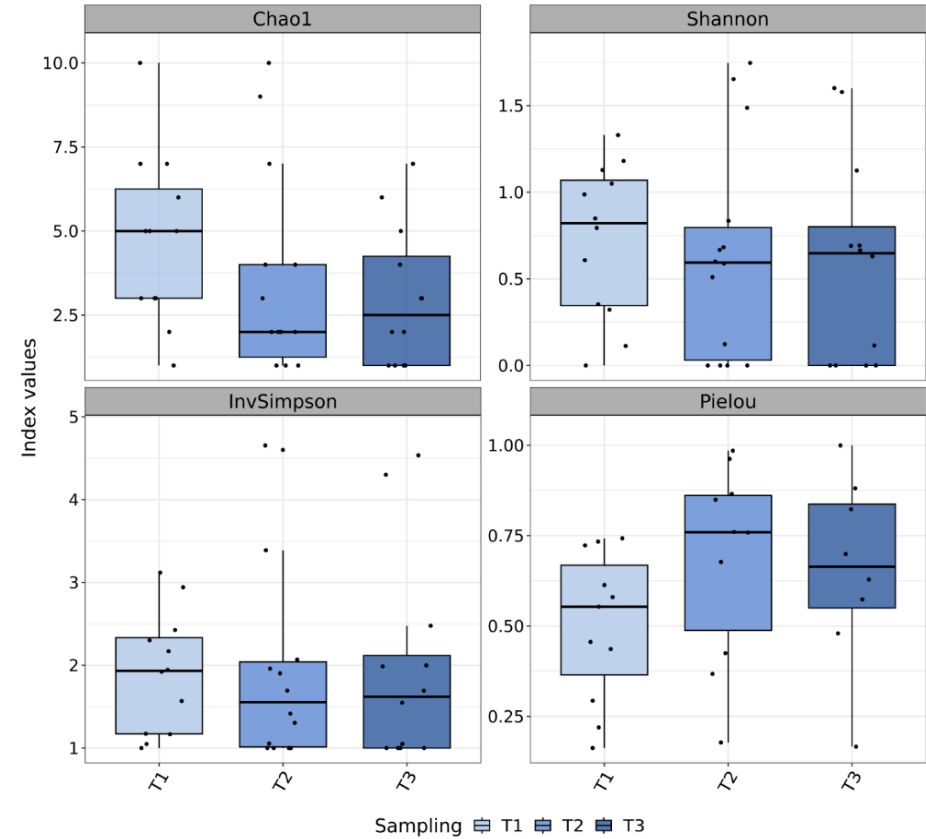 Chao1
Shannon
10.0
7.5
5.0
2.5
1.5
1.0
0.5
0.0
Index values
InvSimpson
Pielou
5
4
3
2
1
1.00
0.75
0.50
0.25
T1 T2 T3
T1 T2 T3
Sampling T1 T2 T3